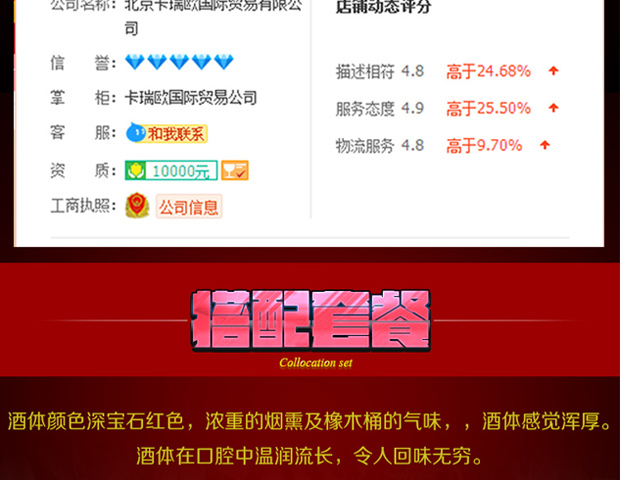 公司名称： 北京卡瑞欧国际贸易有限公
司
信 誉：
掌 柜： 卡瑞欧国际贸易公司
客 服： 和我联系
资 质： 10000元
工商执照： 公司信息
店铺动态评分
描述相符 4.8 高于24.68%
服务态度 4.9 高于25.50%
物流服务 4.8 高于9.70%
搭配套餐
Collocation set
酒体颜色深宝石红色，浓重的烟熏及橡木桶的气味，，酒体感觉浑厚。
酒体在口腔中温润流长，令人回味无穷。